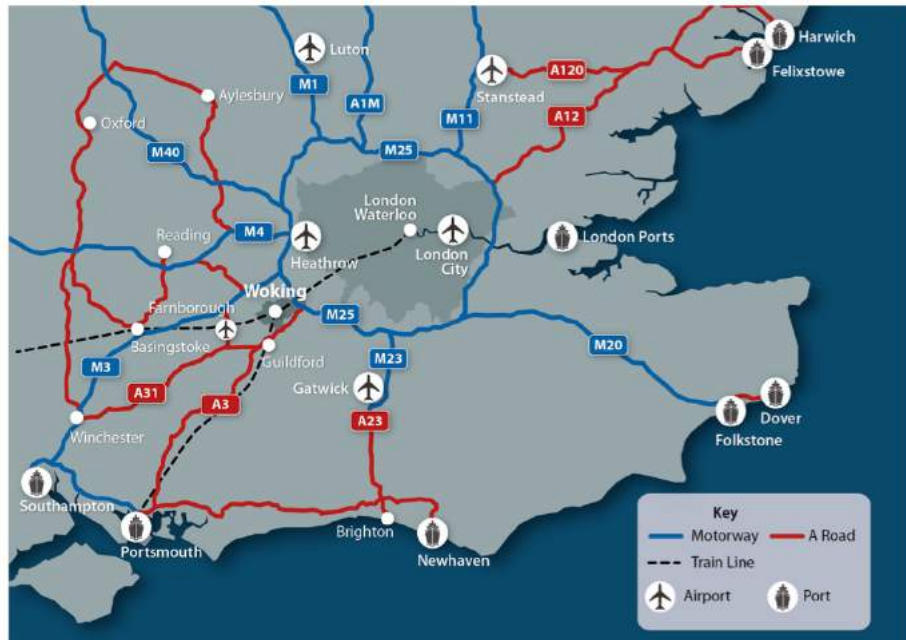 Harwich
Luton
Felixstowe
A120
M1
Stanstead
Aylesbury
A1M
A12
M11
Oxford
M40
M25
London
Waterloo
M4
London Ports
Reading
London
City
Heathrow
Woking
Farnborough
M25
Basingstoke
Guildford
M20
M23
M3
Gatwick
A31
A3
Dover
A23
Folkstone
Winchester
Southampton
Key
Brighton
Motorway
A Road
Portsmouth
Newhaven
Train Line
Airport
Port